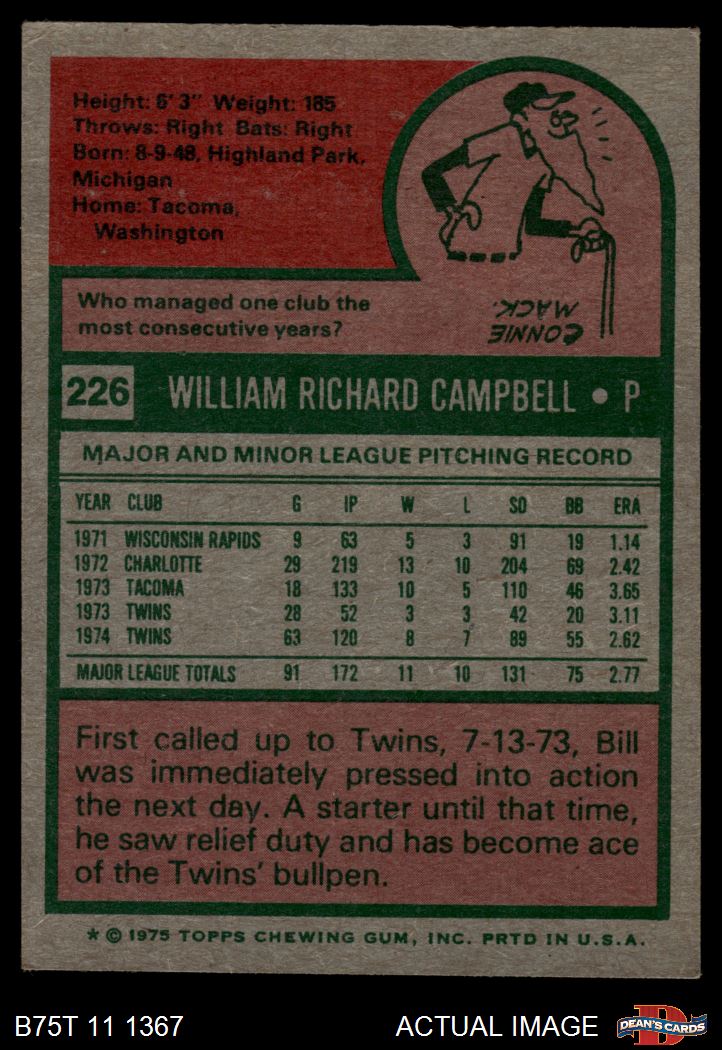 Height: 6' 3" Weight: 185
Throws: Right Bats: Right
Born: 8-9-48, Highland Park,
Michigan
Home: Tacoma,
Washington
Who managed one club the
most consecutive years?
CONNIE
MACK.
226 WILLIAM RICHARD CAMPBELL • P
MAJOR AND MINOR LEAGUE PITCHING RECORD
YEAR CLUB G IP W L SO BB ERA
1971 WISCONSIN RAPIDS 9 63 5 3 91 19 1.14
1972 CHARLOTTE 29 219 13 10 204 69 2.42
1973 TACOMA 18 133 10 5 110 46 3.65
1973 TWINS 28 52 3 3 42 20 3.11
1974 TWINS 63 120 8 7 89 55 2.62
MAJOR LEAGUE TOTALS 91 172 11 10 131 75 2.77
First called up to Twins, 7-13-73, Bill
was immediately pressed into action
the next day. A starter until that time,
he saw relief duty and has become ace
of the Twins' bullpen.
* © 1975 TOPPS CHEWING GUM, INC. PRTD IN U.S.A.
B75T 11 1367 ACTUAL IMAGE D DEAN'S CARDS